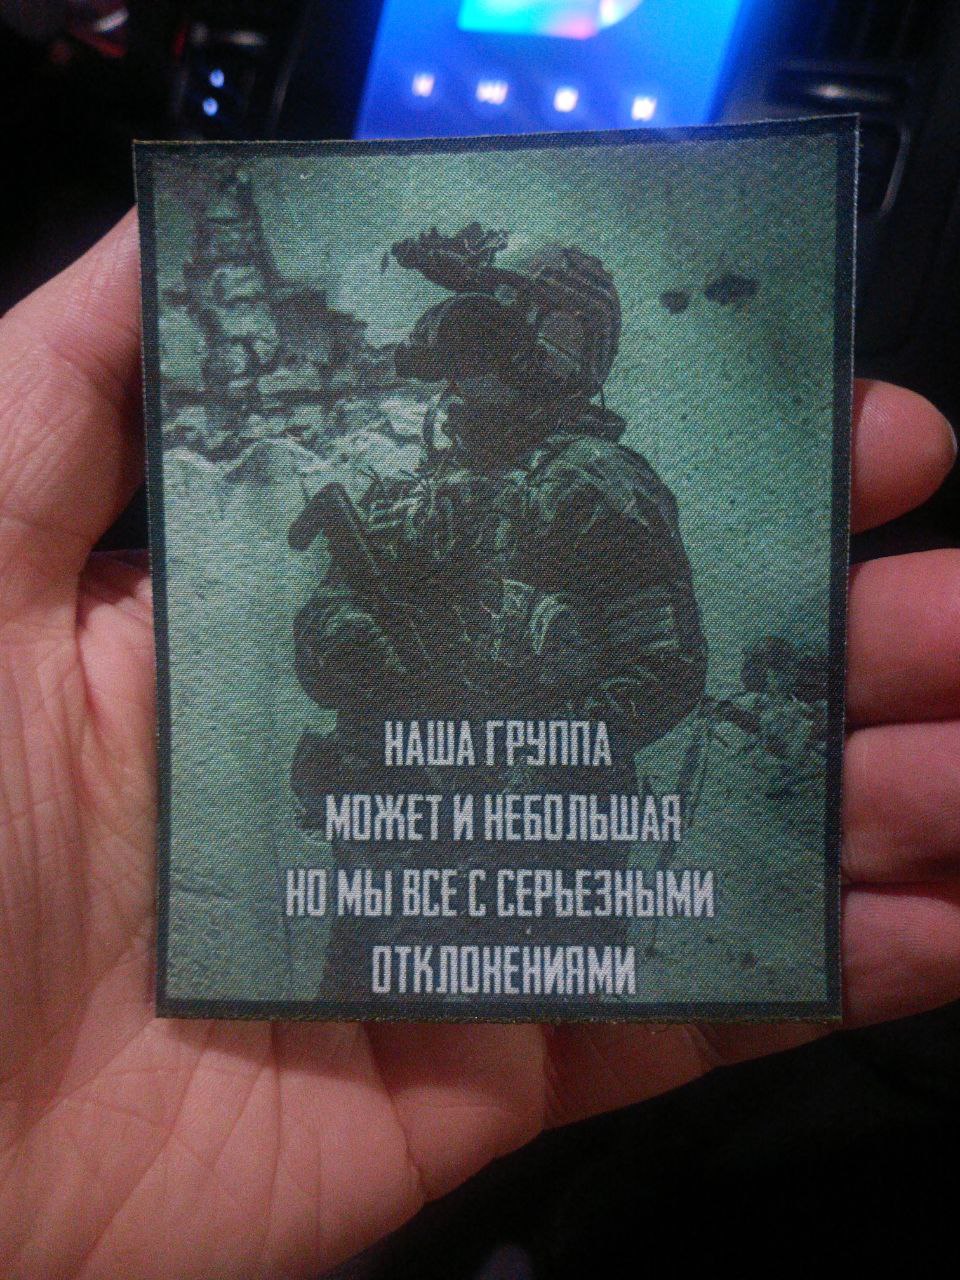 НАША ГРУППА
МОЖЕТ И НЕБОЛЬШАЯ
НО МЫ ВСЕ С СЕРЬЕЗНЫМИ
ОТКЛОНЕНИЯМИ